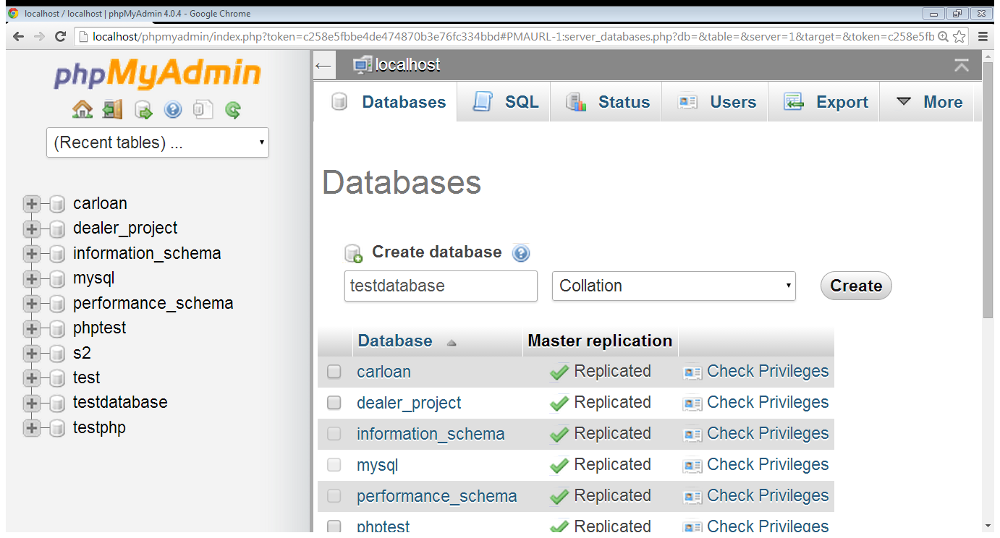 localhost / localhost | phpMyAdmin 4.0.4 - Google Chrome
localhost/phpmyadmin/index.php?token=c258e5fbbe4de474870b3e76fc334bbd#PMAURL-1:server_databases.php?db=&table=&server=1&target=&token=c258e5fb
phpMyAdmin
(Recent tables) ...
carloan
dealer_project
information_schema
mysql
performance_schema
phptest
s2
test
testdatabase
testphp
localhost
Databases SQL Status Users Export More
Databases
Create database
testdatabase Collation Create
Database Master replication
carloan Replicated Check Privileges
dealer_project Replicated Check Privileges
information_schema Replicated Check Privileges
mysql Replicated Check Privileges
performance_schema Replicated Check Privileges
phptest Replicated Check Privileges